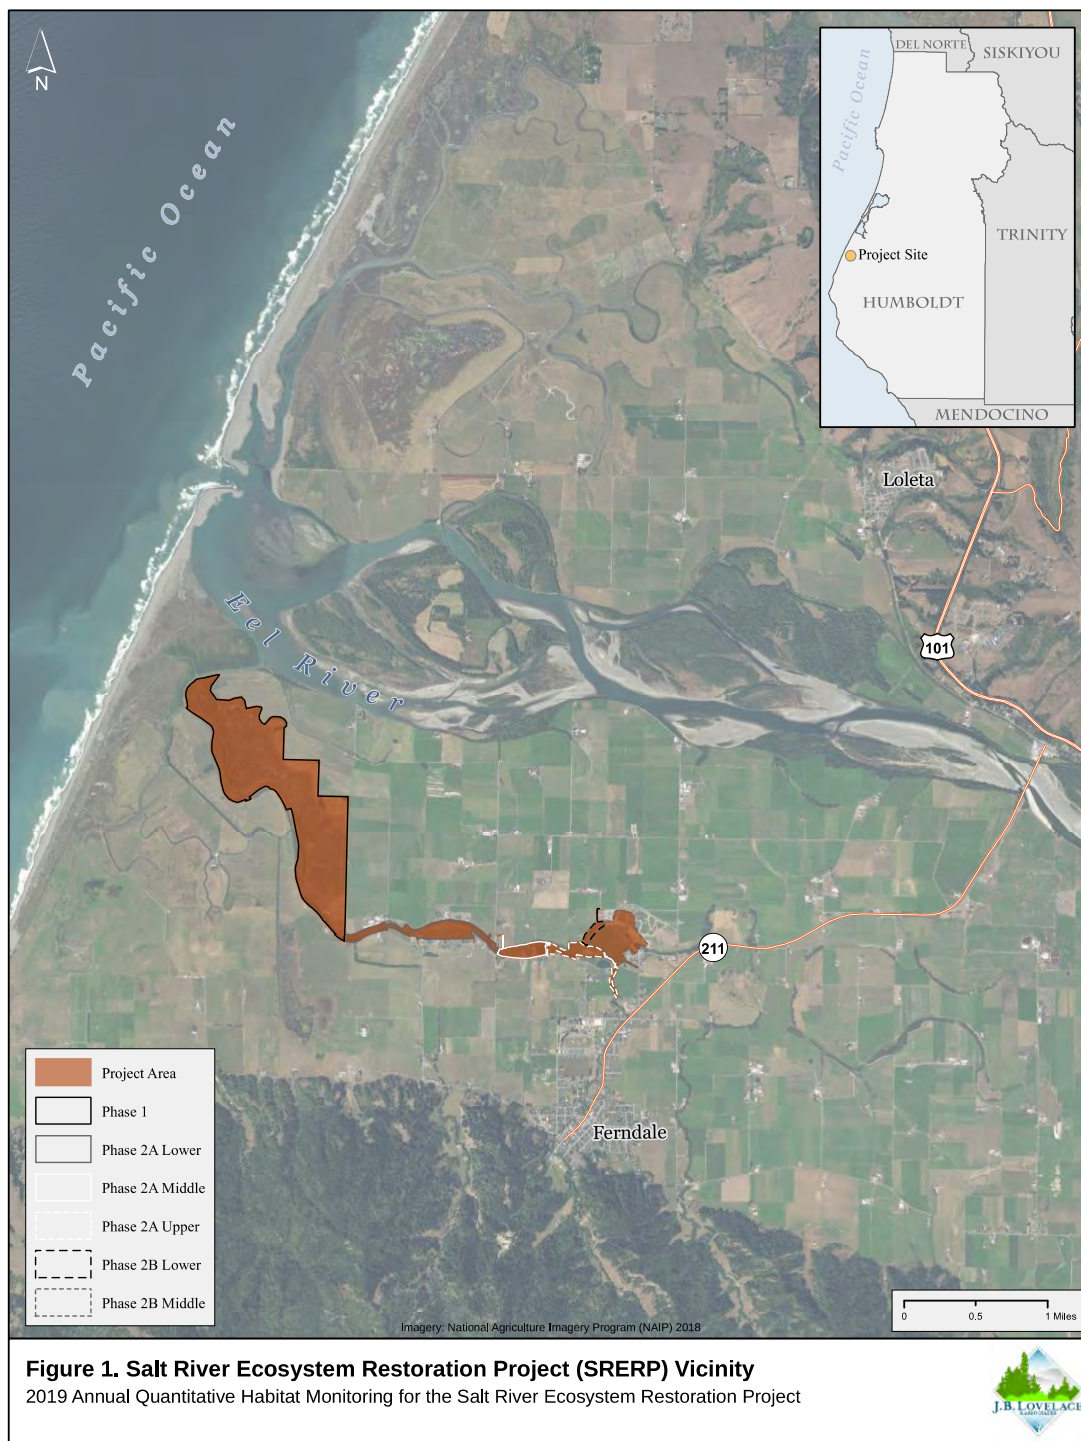 N
Pacific Ocean
DEL NORTE
SISKIYOU
Pacific Ocean
TRINITY
Project Site
HUMBOLDT
MENDOCINO
Loleta
101
Eel River
211
Ferndale
Project Area
Phase 1
Phase 2A Lower
Phase 2A Middle
Phase 2A Upper
Phase 2B Lower
Phase 2B Middle
0 0.5 1 Miles
Imagery: National Agriculture Imagery Program (NAIP) 2018
Figure 1. Salt River Ecosystem Restoration Project (SRERP) Vicinity
2019 Annual Quantitative Habitat Monitoring for the Salt River Ecosystem Restoration Project
J.B. LOVELACE
& ASSOCIATES